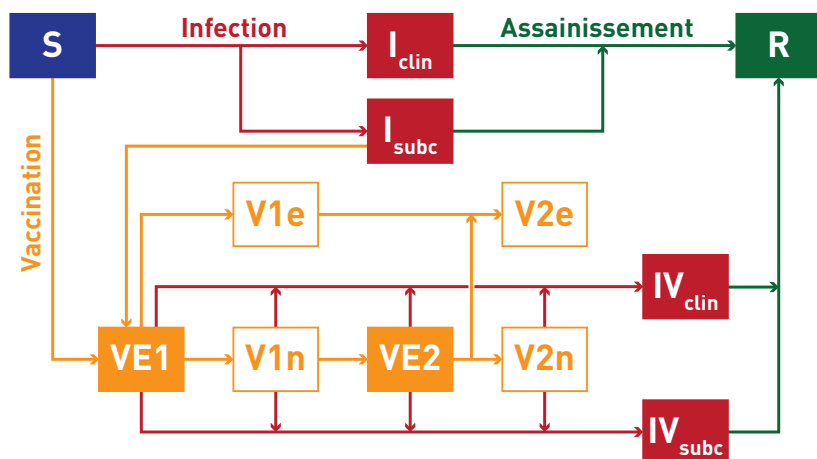 S
Infection
I clin
Assainissement
R
I subc
Vaccination
V1e
V2e
IV clin
VE1
V1n
VE2
V2n
IV subc